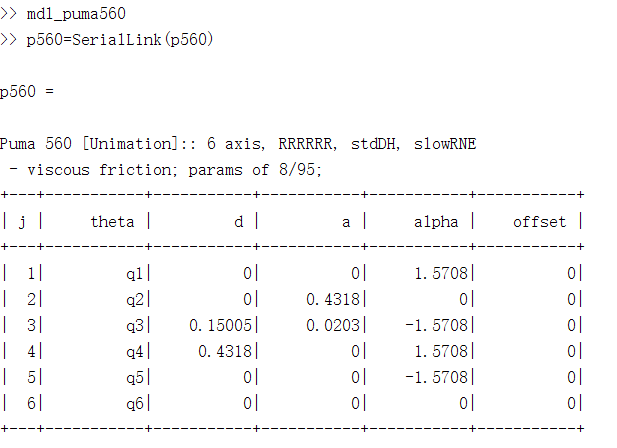 >> mdl_puma560
>> p560=SerialLink(p560)
p560 =
Puma 560 [Unimation]:: 6 axis, RRRRRR, stdDH, slowRNE
 - viscous friction; params of 8/95;
+---+-----------+-----------+-----------+-----------+-----------+
| j |     theta |         d |         a |     alpha |    offset |
+---+-----------+-----------+-----------+-----------+-----------+
|  1|         q1|          0|          0|     1.5708|          0|
|  2|         q2|          0|     0.4318|          0|          0|
|  3|         q3|    0.15005|     0.0203|    -1.5708|          0|
|  4|         q4|     0.4318|          0|     1.5708|          0|
|  5|         q5|          0|          0|    -1.5708|          0|
|  6|         q6|          0|          0|          0|          0|
+---+-----------+-----------+-----------+-----------+-----------+